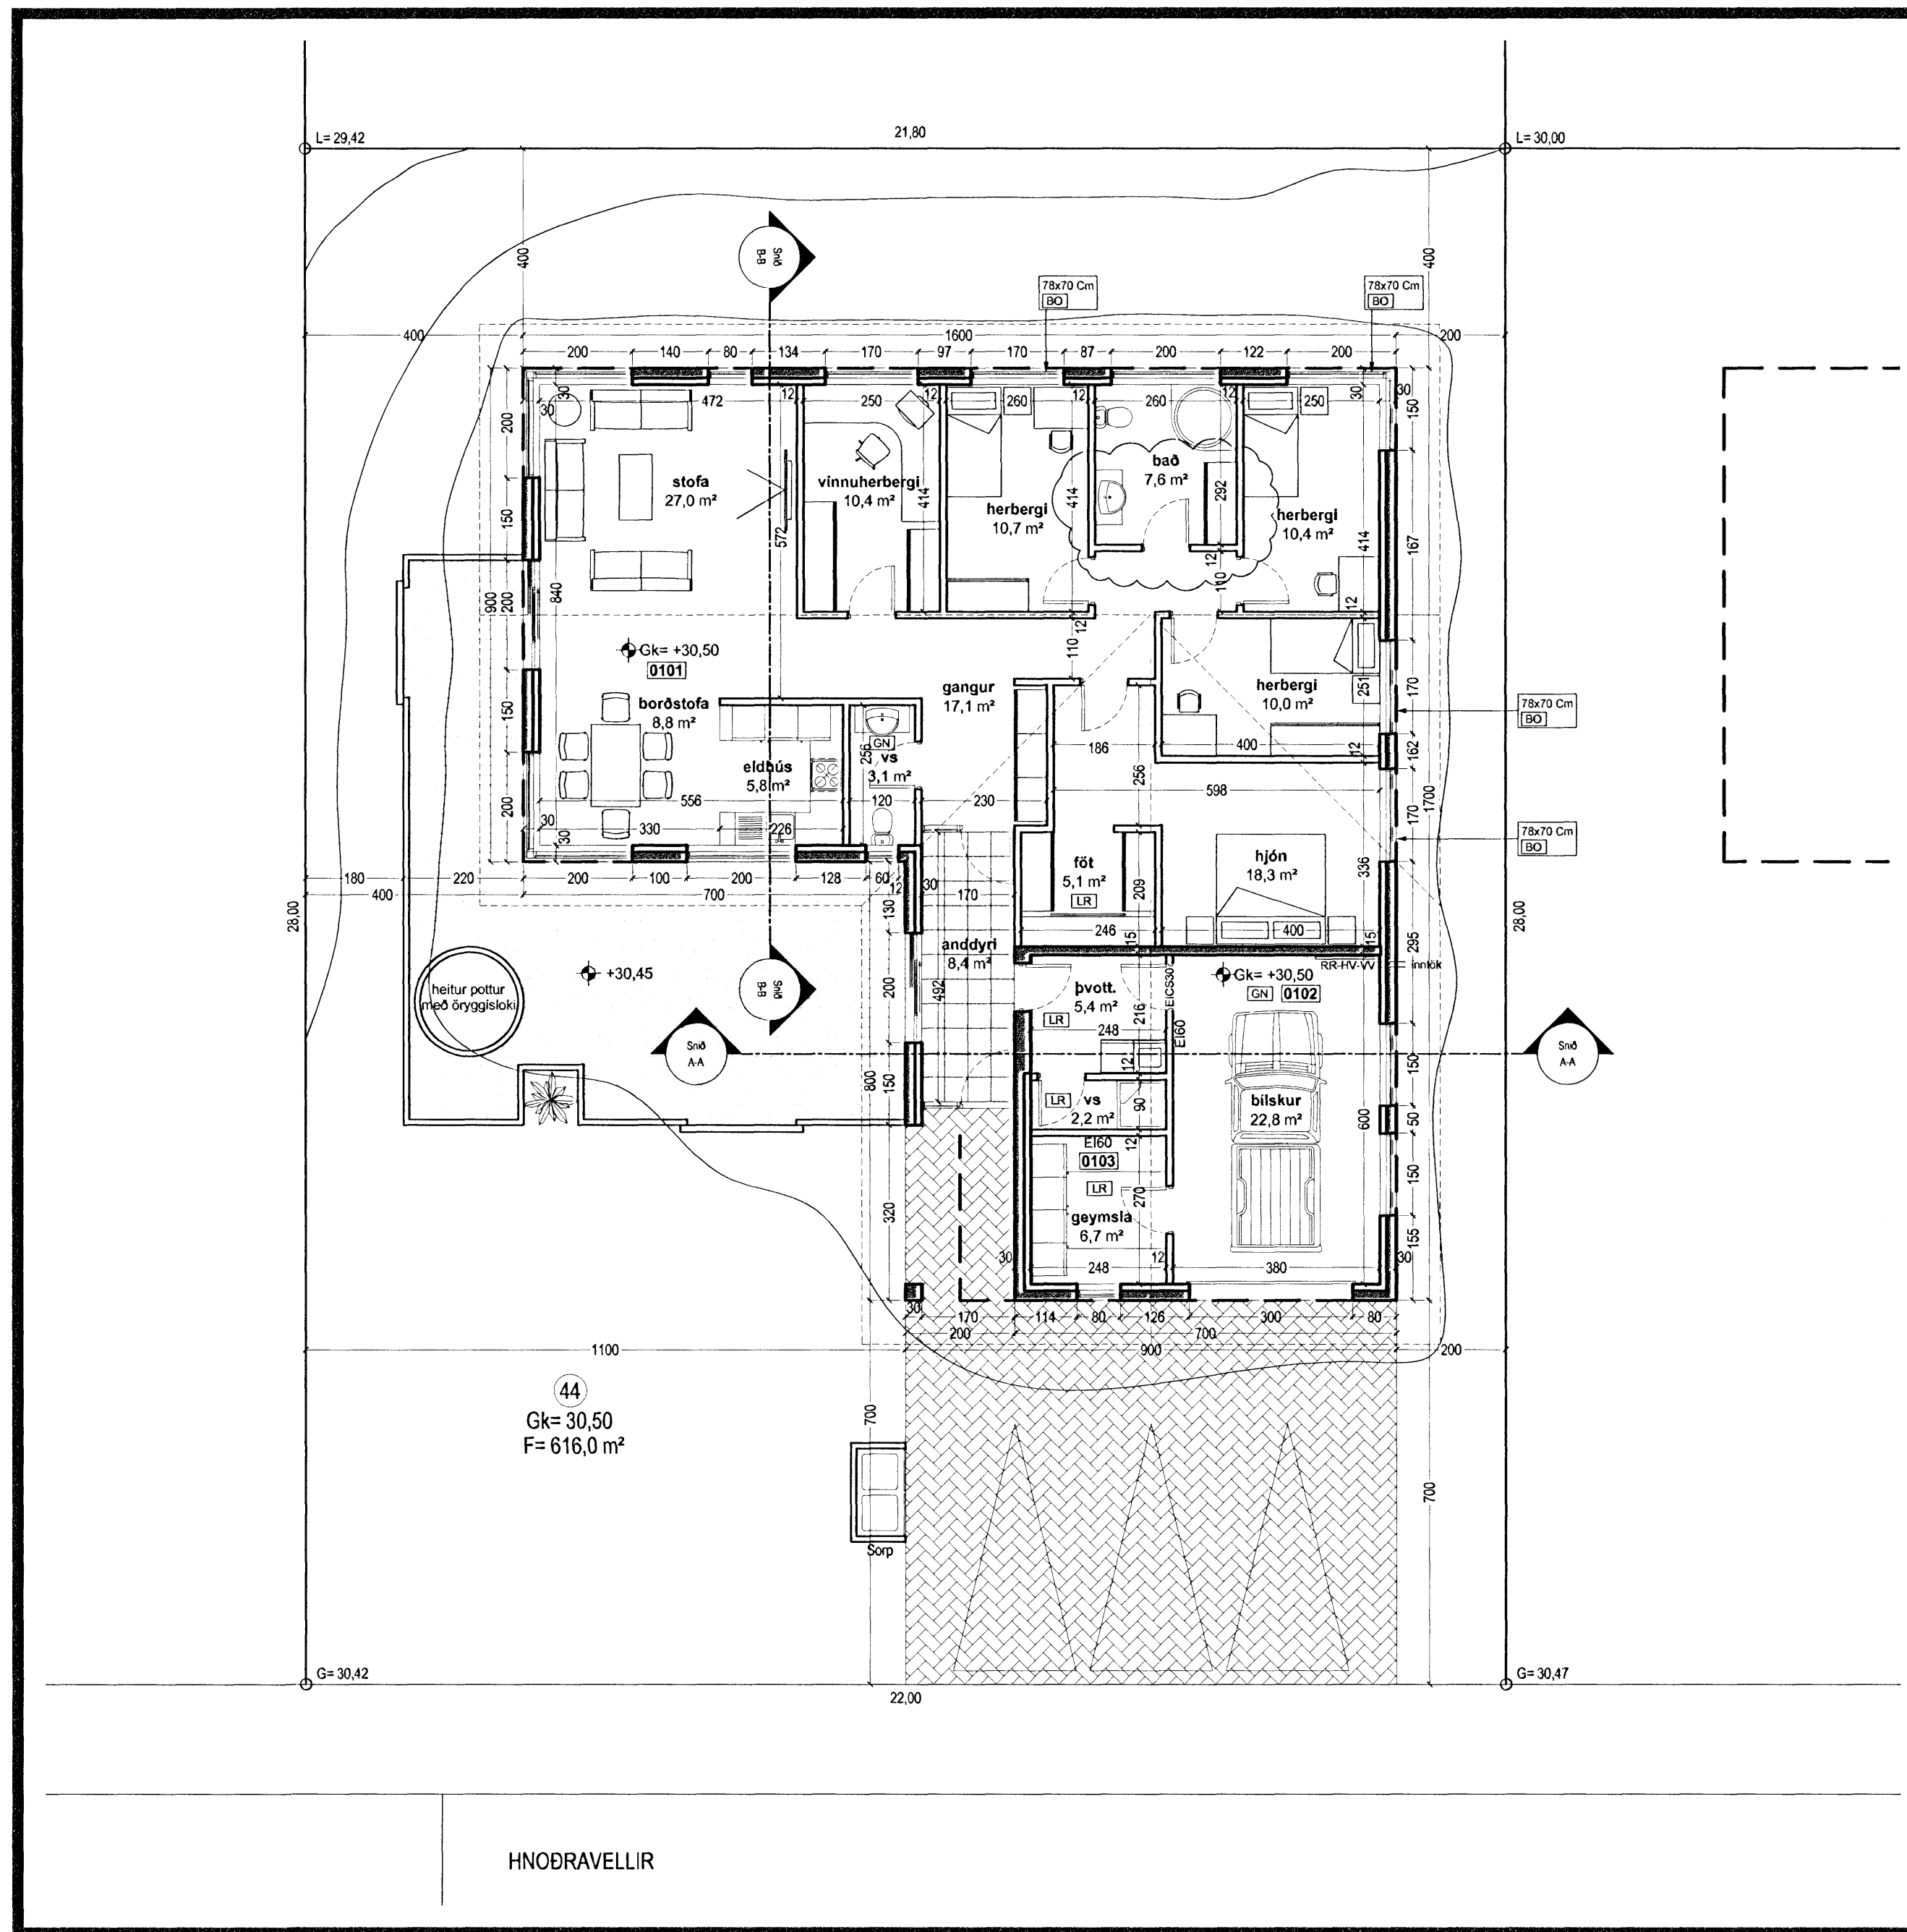 L= 29,42
21,80
L= 30,00
400
Snið
B-B
400
78x70 Cm
BO
78x70 Cm
BO
400
1600
200
200
140
80
134
170
97
170
87
200
122
200
30
30
472
12
250
12
260
12
260
12
250
30
30
200
150
stofa
27,0 m²
vinnuherbergi
10,4 m²
414
herbergi
10,7 m²
414
bað
7,6 m²
292
herbergi
10,4 m²
414
167
150
572
12
110
12
900
200
840
Gk= +30,50
0101
110
12
170
borðstofa
8,8 m²
150
gangur
17,1 m²
herbergi
10,0 m²
251
78x70 Cm
BO
GN
256
vs
3,1 m²
186
400
12
162
eldhús
5,8 m²
256
598
1700
170
200
556
120
230
30
30
330
226
78x70 Cm
BO
180
220
200
100
200
128
60
12
30
föt
5,1 m²
LR
209
hjón
18,3 m²
336
400
700
170
130
28,00
28,00
246
15
400
15
295
anddyri
8,4 m²
492
200
heitur pottur
með öryggisloki
+30,45
Snið
B-B
þvott.
5,4 m²
LR
248
216
EICS30
EI60
Gk= +30,50
GN
0102
RR-HV-VV
inntök
Snið
A-A
Snið
A-A
800
150
12
LR
vs
2,2 m²
90
bílskur
22,8 m²
600
150
50
EI60
12
0103
LR
geymsla
6,7 m²
270
150
320
155
30
248
12
380
30
30
170
114
80
126
300
80
200
700
1100
900
200
44
Gk= 30,50
F= 616,0 m²
700
700
Sorp
G= 30,42
22,00
G= 30,47
HNOÐRAVELLIR